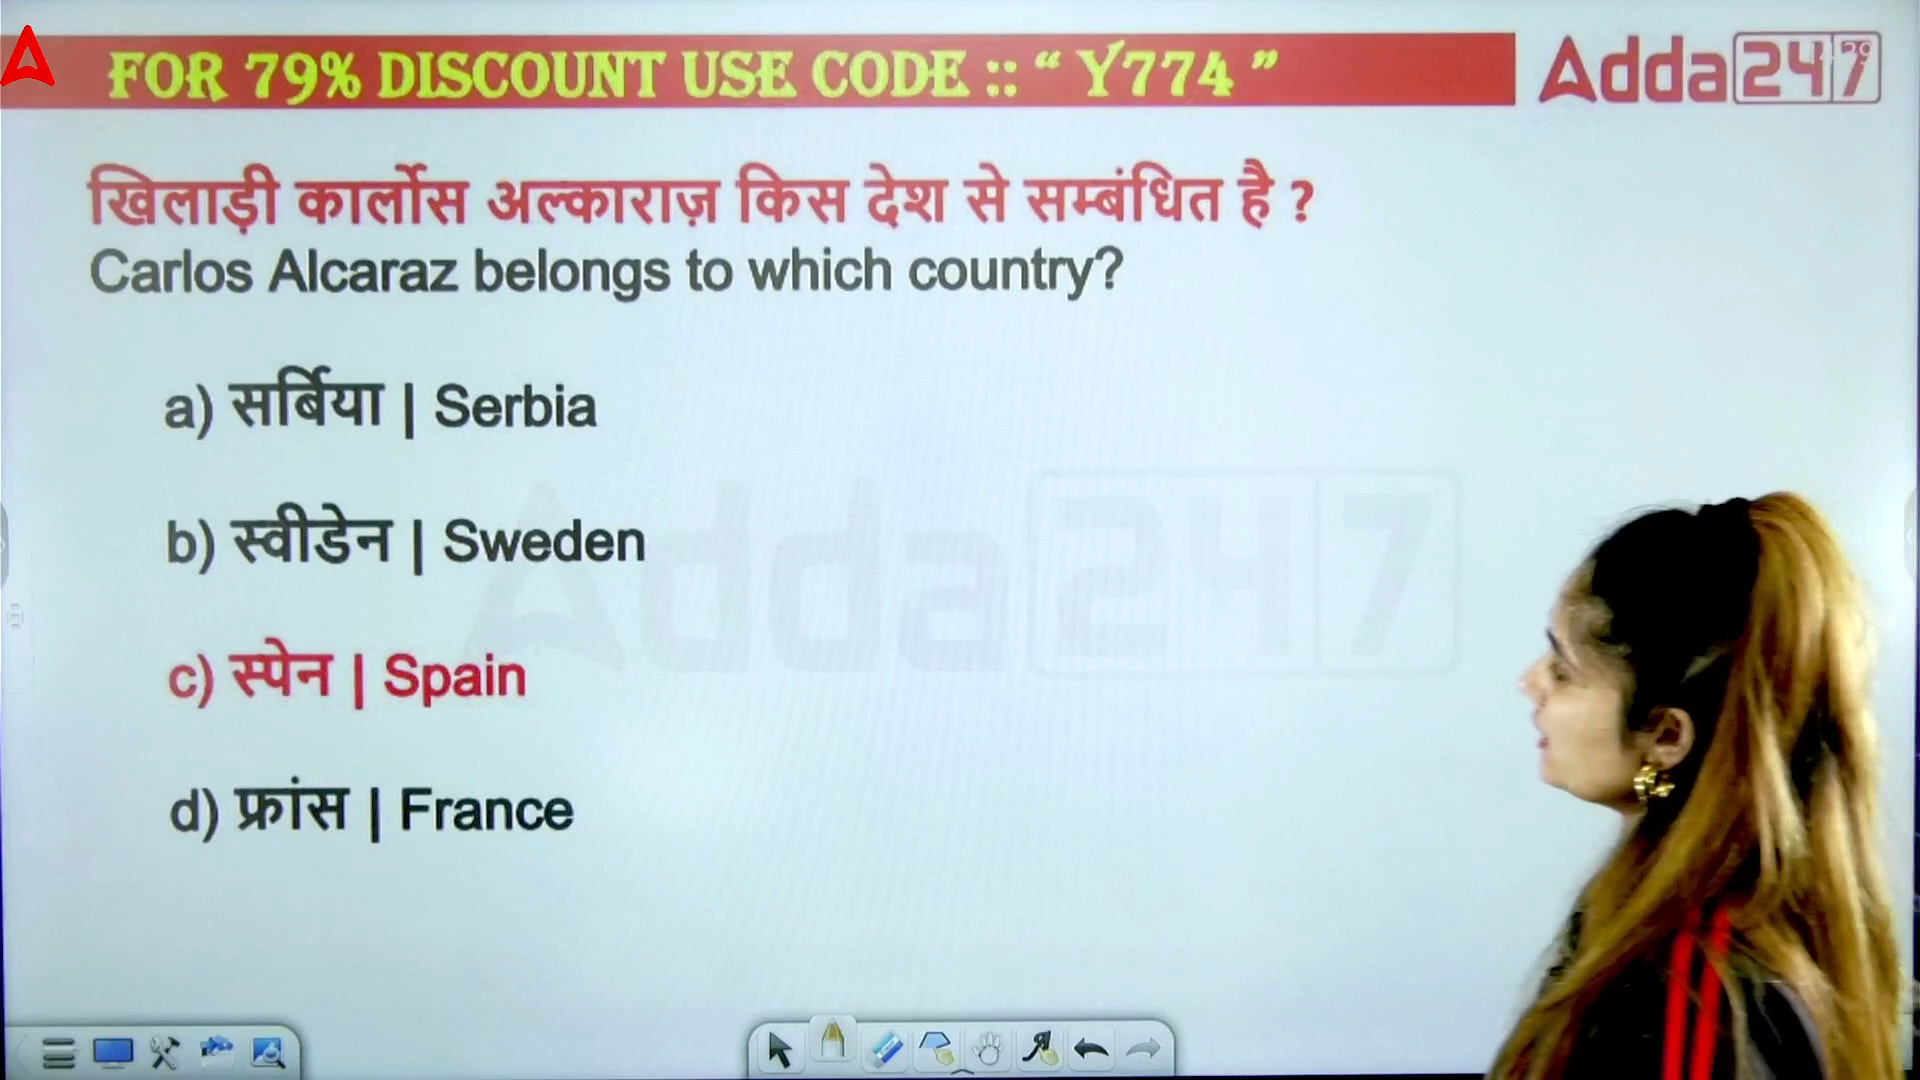 FOR 79% DISCOUNT USE CODE :: “ Y774 ”
Adda247
खिलाड़ी कार्लोस अल्काराज़ किस देश से सम्बंधित है ?
Carlos Alcaraz belongs to which country?
a) सर्बिया | Serbia
b) स्वीडेन | Sweden
c) स्पेन | Spain
d) फ्रांस | France
Adda247